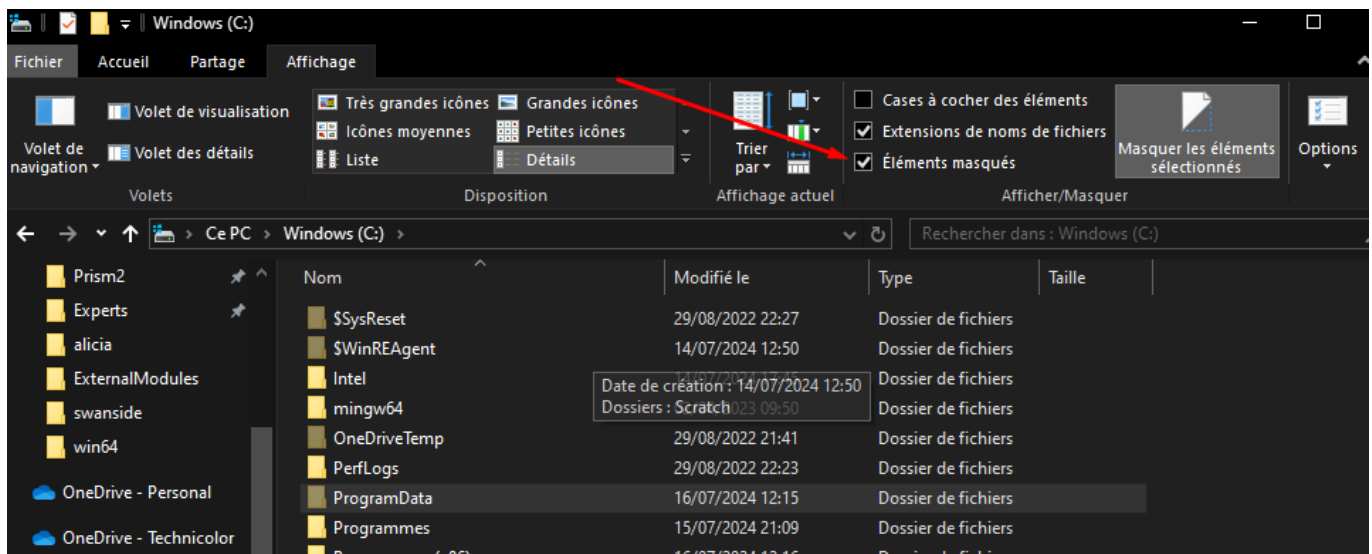 Windows (C:)
Fichier Accueil Partage Affichage
Volet de navigation
Volet de visualisation
Volet des détails
Volets
Très grandes icônes Grandes icônes
Icônes moyennes Petites icônes
Liste Détails
Disposition
Trier par
Affichage actuel
Cases à cocher des éléments
Extensions de noms de fichiers
Éléments masqués
Masquer les éléments sélectionnés
Afficher/Masquer
Options
Ce PC > Windows (C:) >
Rechercher dans : Windows (C:)
Prism2
Experts
alicia
ExternalModules
swanside
win64
OneDrive - Personal
OneDrive - Technicolor
Nom Modifié le Type Taille
$SysReset 29/08/2022 22:27 Dossier de fichiers
$WinREAgent 14/07/2024 12:50 Dossier de fichiers
Intel Dossier de fichiers
Date de création : 14/07/2024 12:50
Dossiers : Scratch
mingw64 Dossier de fichiers
OneDriveTemp 29/08/2022 21:41 Dossier de fichiers
PerfLogs 29/08/2022 22:23 Dossier de fichiers
ProgramData 16/07/2024 12:15 Dossier de fichiers
Programmes 15/07/2024 21:09 Dossier de fichiers